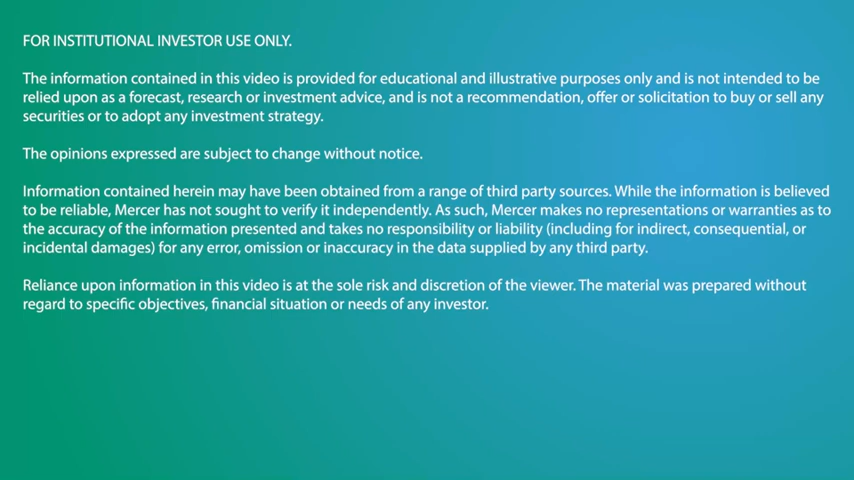 FOR INSTITUTIONAL INVESTOR USE ONLY.
The information contained in this video is provided for educational and illustrative purposes only and is not intended to be
relied upon as a forecast, research or investment advice, and is not a recommendation, offer or solicitation to buy or sell any
securities or to adopt any investment strategy.
The opinions expressed are subject to change without notice.
Information contained herein may have been obtained from a range of third party sources. While the information is believed
to be reliable, Mercer has not sought to verify it independently. As such, Mercer makes no representations or warranties as to
the accuracy of the information presented and takes no responsibility or liability (including for indirect, consequential, or
incidental damages) for any error, omission or inaccuracy in the data supplied by any third party.
Reliance upon information in this video is at the sole risk and discretion of the viewer. The material was prepared without
regard to specific objectives, financial situation or needs of any investor.